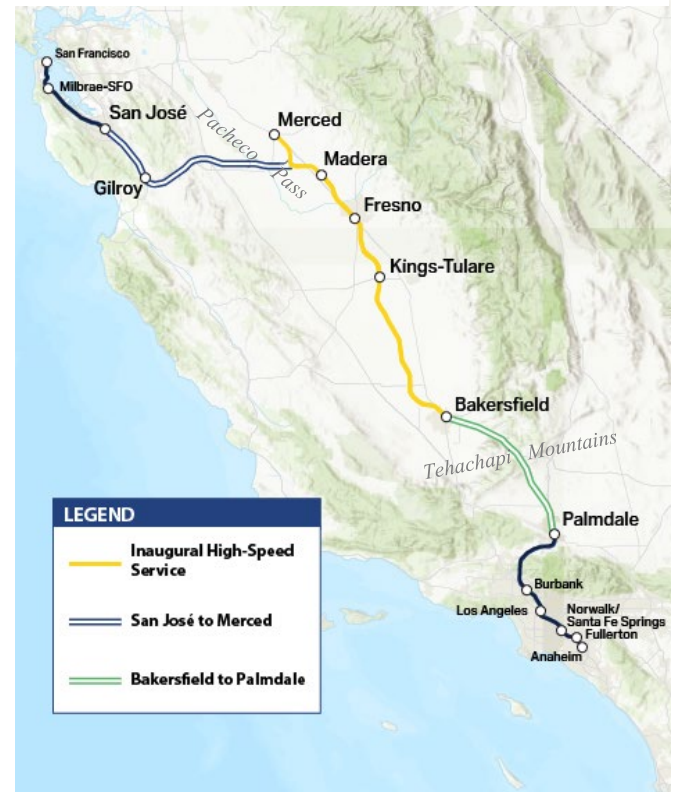 San Francisco
Milbrae-SFO
San José
Gilroy
Pacheco
Pass
Merced
Madera
Fresno
Kings-Tulare
Bakersfield
Tehachapi Mountains
Palmdale
Burbank
Los Angeles
Norwalk/
Santa Fe Springs
Fullerton
Anaheim
LEGEND
Inaugural High-Speed
Service
San José to Merced
Bakersfield to Palmdale